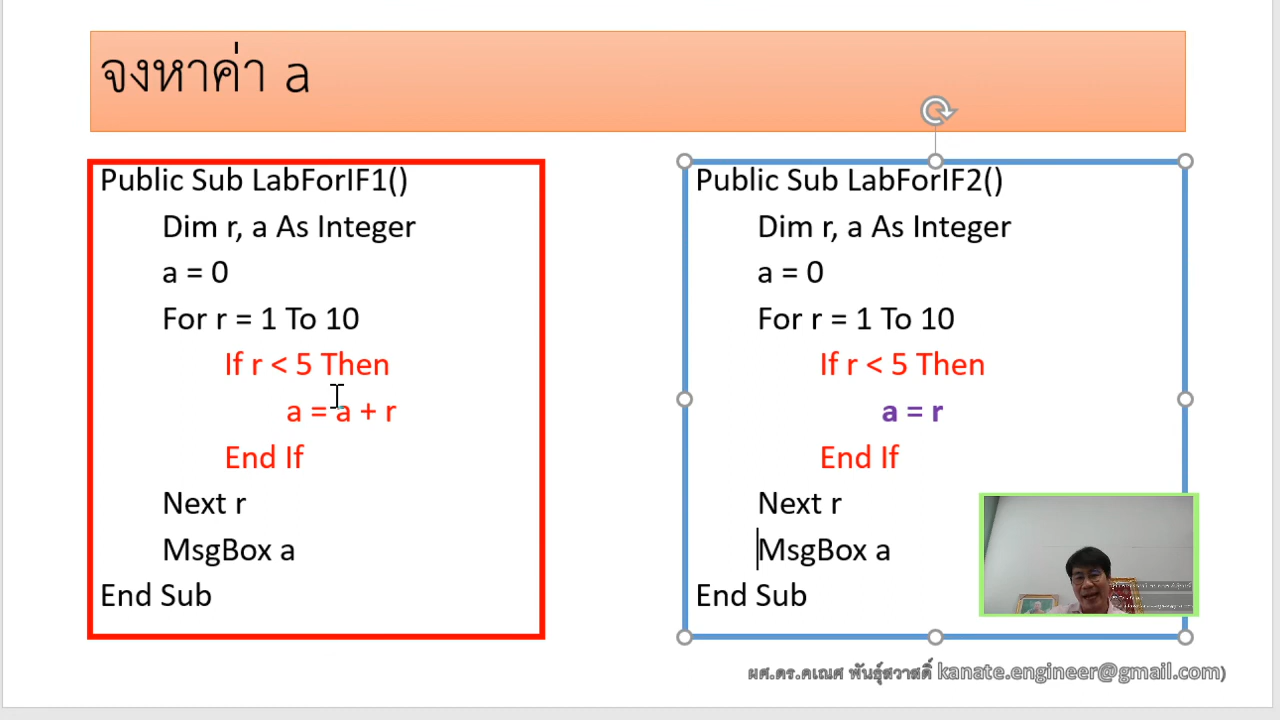 จงหาค่า a
Public Sub LabForIF1()
Dim r, a As Integer
a = 0
For r = 1 To 10
If r < 5 Then
a = a + r
End If
Next r
MsgBox a
End Sub
Public Sub LabForIF2()
Dim r, a As Integer
a = 0
For r = 1 To 10
If r < 5 Then
a = r
End If
Next r
MsgBox a
End Sub
ผศ.ดร.คเณศ พันธุ์สวาสดิ์ kanate.engineer@gmail.com)